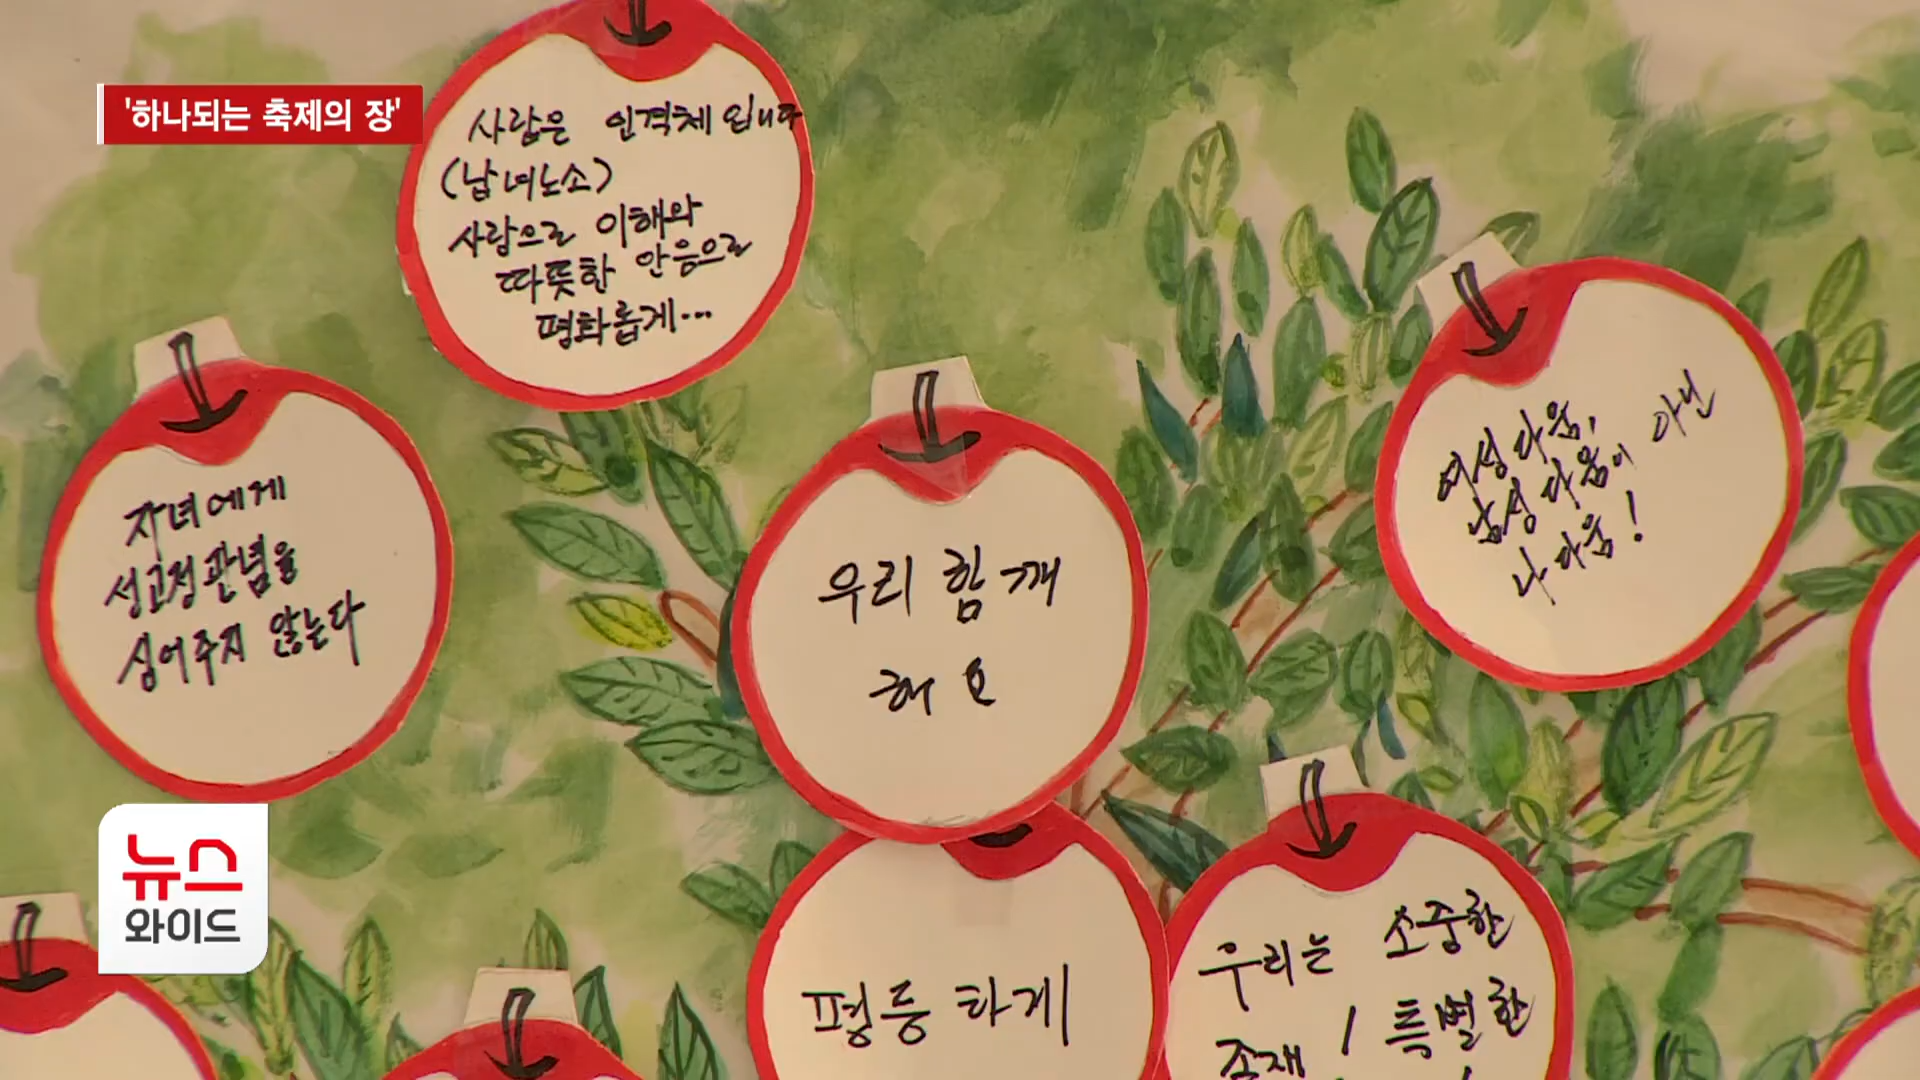 '하나되는 축제의 장'
사람은 인격체 입니다
(남녀노소)
사람으로 이해와
따뜻한 안음으로
평화롭게...
자녀에게
성고정관념을
심어주지 않는다
우리 함께
해요
여성다움,
남성다움이 아닌
나다움!
평등하게
우리는 소중한
존재! 특별한
뉴스
와이드